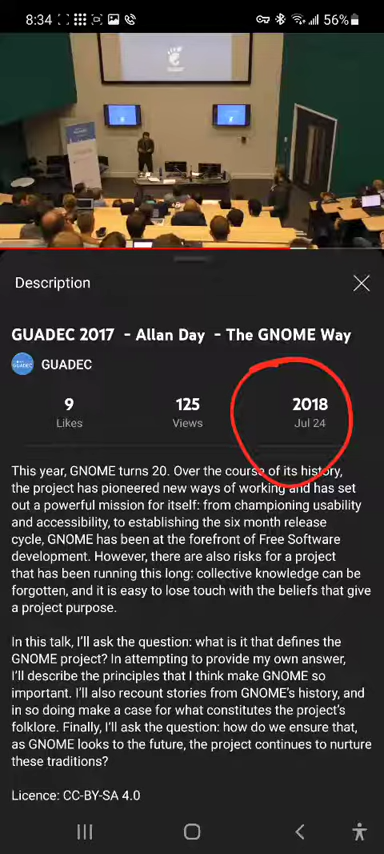 8:34 56%
Description
GUADEC 2017 - Allan Day - The GNOME Way
GUADEC
9 125 2018
Likes Views Jul 24
This year, GNOME turns 20. Over the course of its history,
the project has pioneered new ways of working and has set
out a powerful mission for itself: from championing usability
and accessibility, to establishing the six month release
cycle, GNOME has been at the forefront of Free Software
development. However, there are also risks for a project
that has been running this long: collective knowledge can be
forgotten, and it is easy to lose touch with the beliefs that give
a project purpose.
In this talk, I'll ask the question: what is it that defines the
GNOME project? In attempting to provide my own answer,
I'll describe the principles that I think make GNOME so
important. I'll also recount stories from GNOME's history, and
in so doing make a case for what constitutes the project's
folklore. Finally, I'll ask the question: how do we ensure that,
as GNOME looks to the future, the project continues to nurture
these traditions?
Licence: CC-BY-SA 4.0